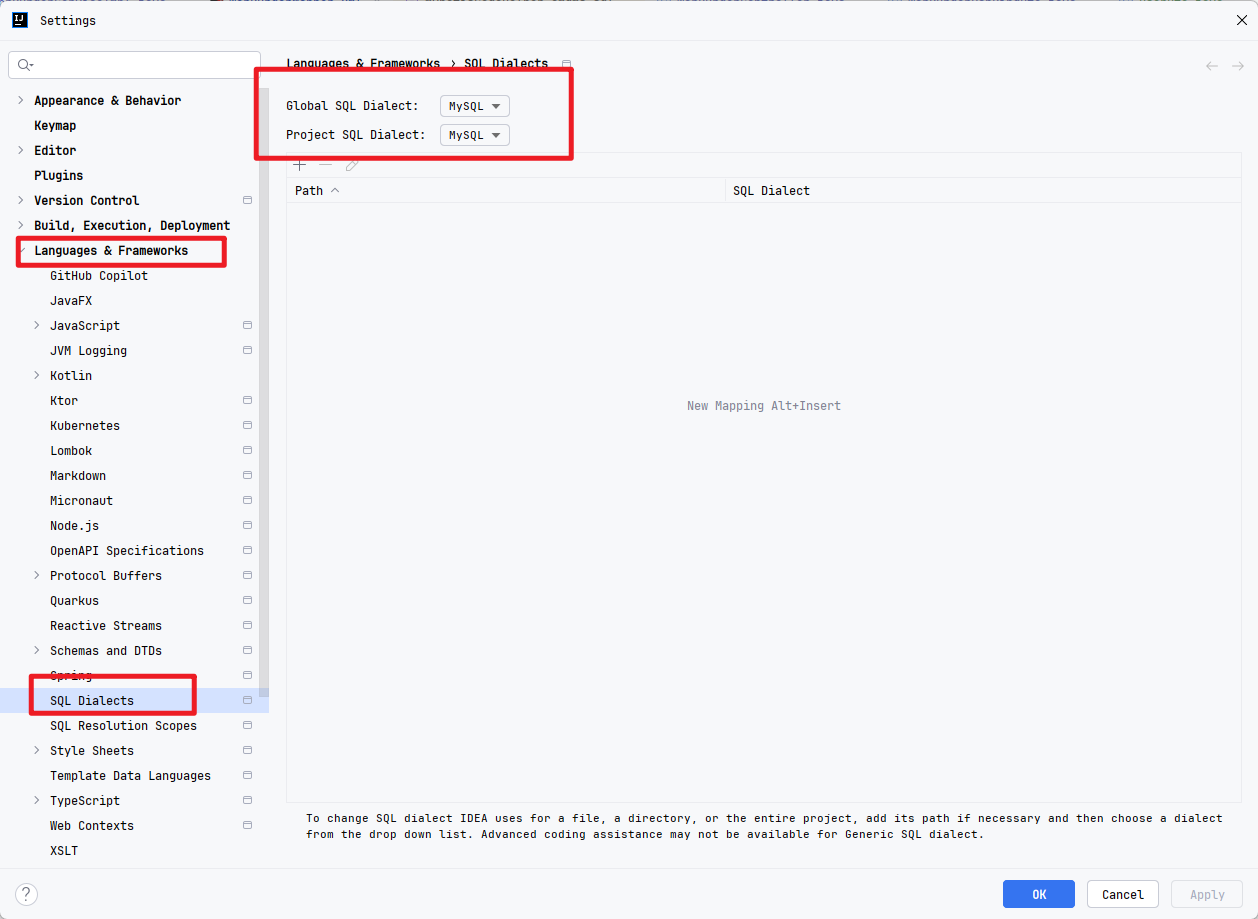 Settings
Languages & Frameworks › SQL Dialects
Appearance & Behavior
Keymap
Editor
Plugins
Version Control
Build, Execution, Deployment
Languages & Frameworks
GitHub Copilot
JavaFX
JavaScript
JVM Logging
Kotlin
Ktor
Kubernetes
Lombok
Markdown
Micronaut
Node.js
OpenAPI Specifications
Protocol Buffers
Quarkus
Reactive Streams
Schemas and DTDs
Spring
SQL Dialects
SQL Resolution Scopes
Style Sheets
Template Data Languages
TypeScript
Web Contexts
XSLT
Global SQL Dialect: MySQL
Project SQL Dialect: MySQL
Path SQL Dialect
New Mapping Alt+Insert
To change SQL dialect IDEA uses for a file, a directory, or the entire project, add its path if necessary and then choose a dialect
from the drop down list. Advanced coding assistance may not be available for Generic SQL dialect.
?
OK Cancel Apply